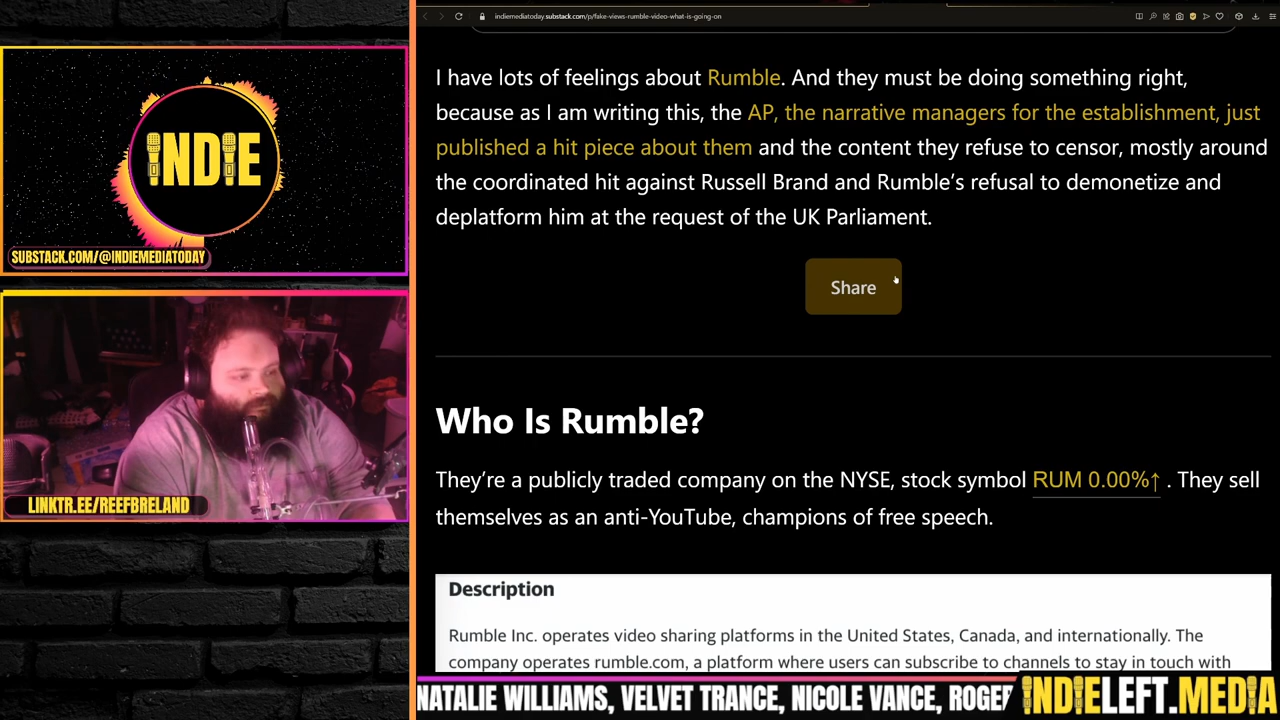 indiemediatoday.substack.com/p/fake-views-rumble-video-what-is-going-on
INDIE
SUBSTACK.COM/@INDIEMEDIATODAY
LINKTR.EE/REEFBRELAND
I have lots of feelings about Rumble. And they must be doing something right,
because as I am writing this, the AP, the narrative managers for the establishment, just
published a hit piece about them and the content they refuse to censor, mostly around
the coordinated hit against Russell Brand and Rumble’s refusal to demonetize and
deplatform him at the request of the UK Parliament.
Share
Who Is Rumble?
They’re a publicly traded company on the NYSE, stock symbol RUM 0.00%↑ . They sell
themselves as an anti-YouTube, champions of free speech.
Description
Rumble Inc. operates video sharing platforms in the United States, Canada, and internationally. The
company operates rumble.com, a platform where users can subscribe to channels to stay in touch with
NATALIE WILLIAMS, VELVET TRANCE, NICOLE VANCE, ROGER
INDIELEFT.MEDIA